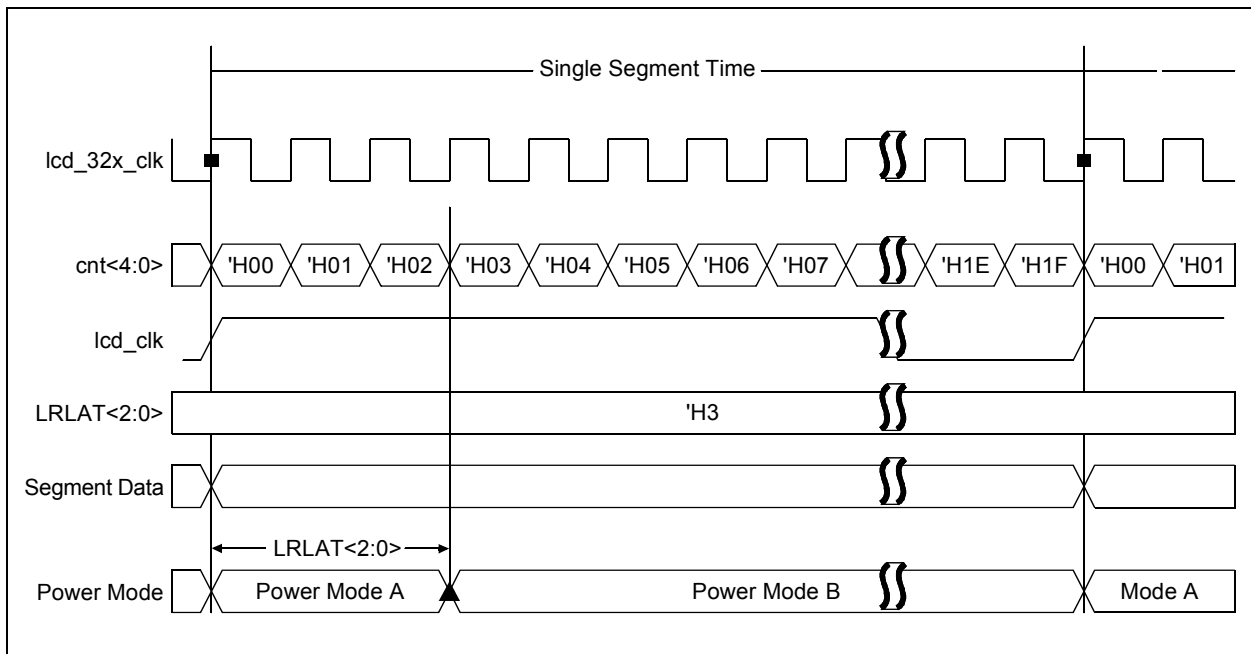 Single Segment Time
lcd_32x_clk
cnt<4:0> 'H00 'H01 'H02 'H03 'H04 'H05 'H06 'H07 'H1E 'H1F 'H00 'H01
lcd_clk
LRLAT<2:0> 'H3
Segment Data
LRLAT<2:0>
Power Mode Power Mode A Power Mode B Mode A